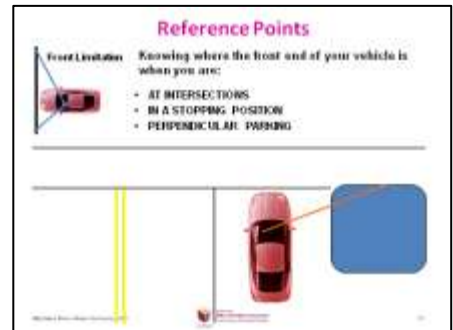 Reference Points
Front Limitation
Knowing where the front end of your vehicle is
when you are:
• AT INTERSECTIONS
• IN A STOPPING POSITION
• PERPENDICULAR PARKING